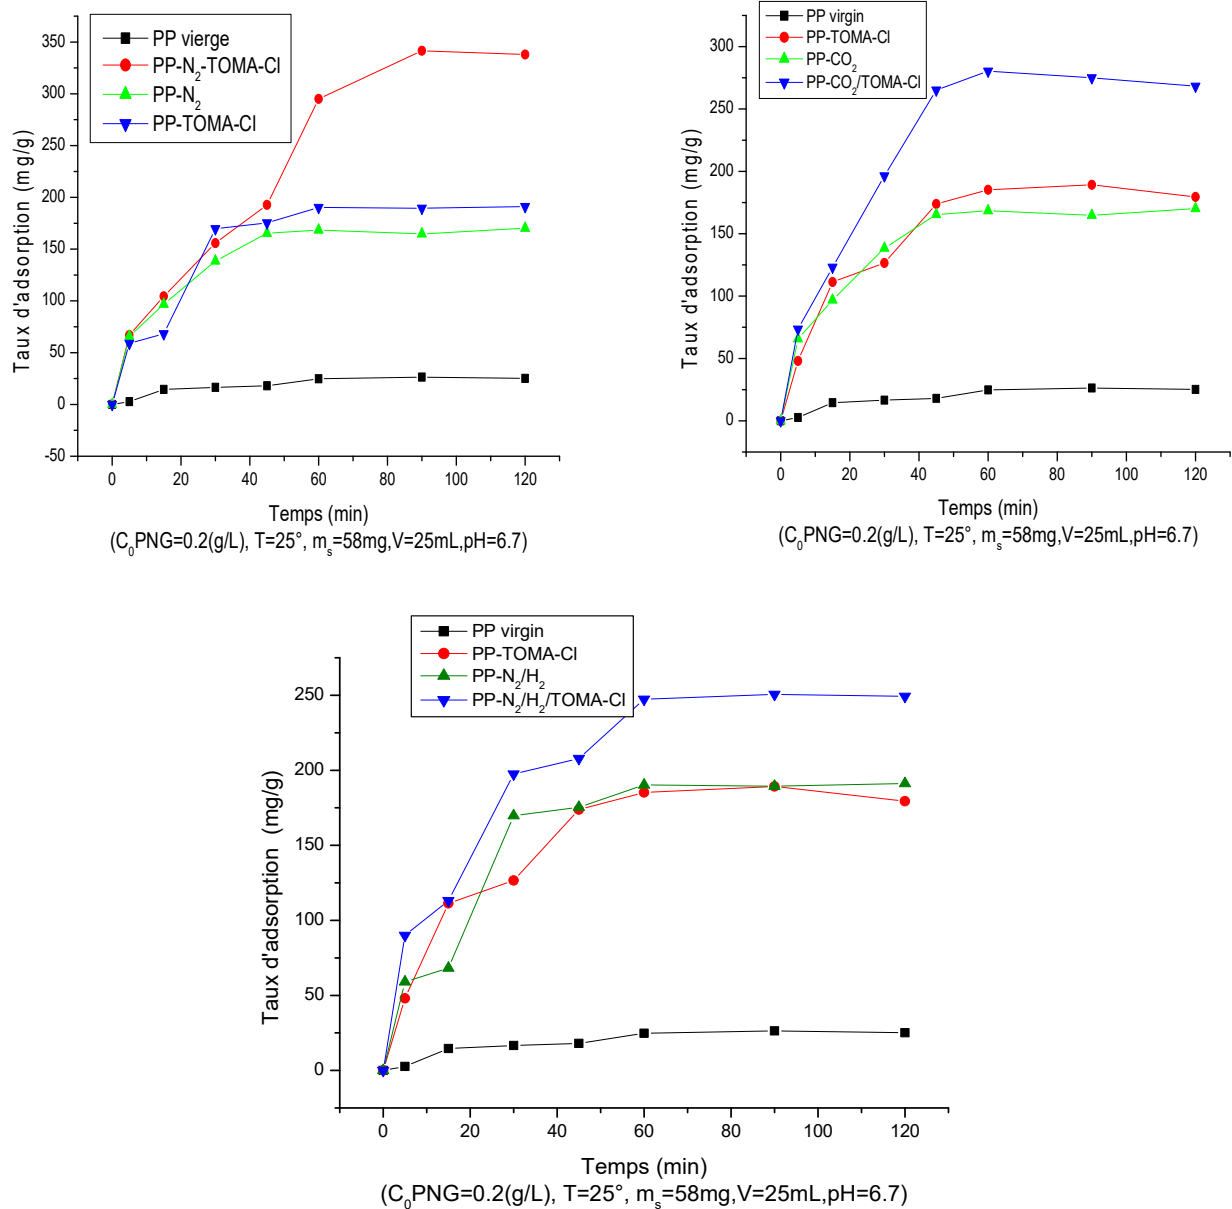 PP vierge
PP-N₂-TOMA-Cl
PP-N₂
PP-TOMA-Cl
350
300
250
200
150
100
50
0
-50
Taux d'adsorption (mg/g)
0 20 40 60 80 100 120
Temps (min)
(C₀PNG=0.2(g/L), T=25°, mₛ=58mg,V=25mL,pH=6.7)
PP virgin
PP-TOMA-Cl
PP-CO₂
PP-CO₂/TOMA-Cl
300
250
200
150
100
50
0
Taux d'adsorption (mg/g)
0 20 40 60 80 100 120
Temps (min)
(C₀PNG=0.2(g/L), T=25°, mₛ=58mg,V=25mL,pH=6.7)
PP virgin
PP-TOMA-Cl
PP-N₂/H₂
PP-N₂/H₂/TOMA-Cl
250
200
150
100
50
0
Taux d'adsorption (mg/g)
0 20 40 60 80 100 120
Temps (min)
(C₀PNG=0.2(g/L), T=25°, mₛ=58mg,V=25mL,pH=6.7)